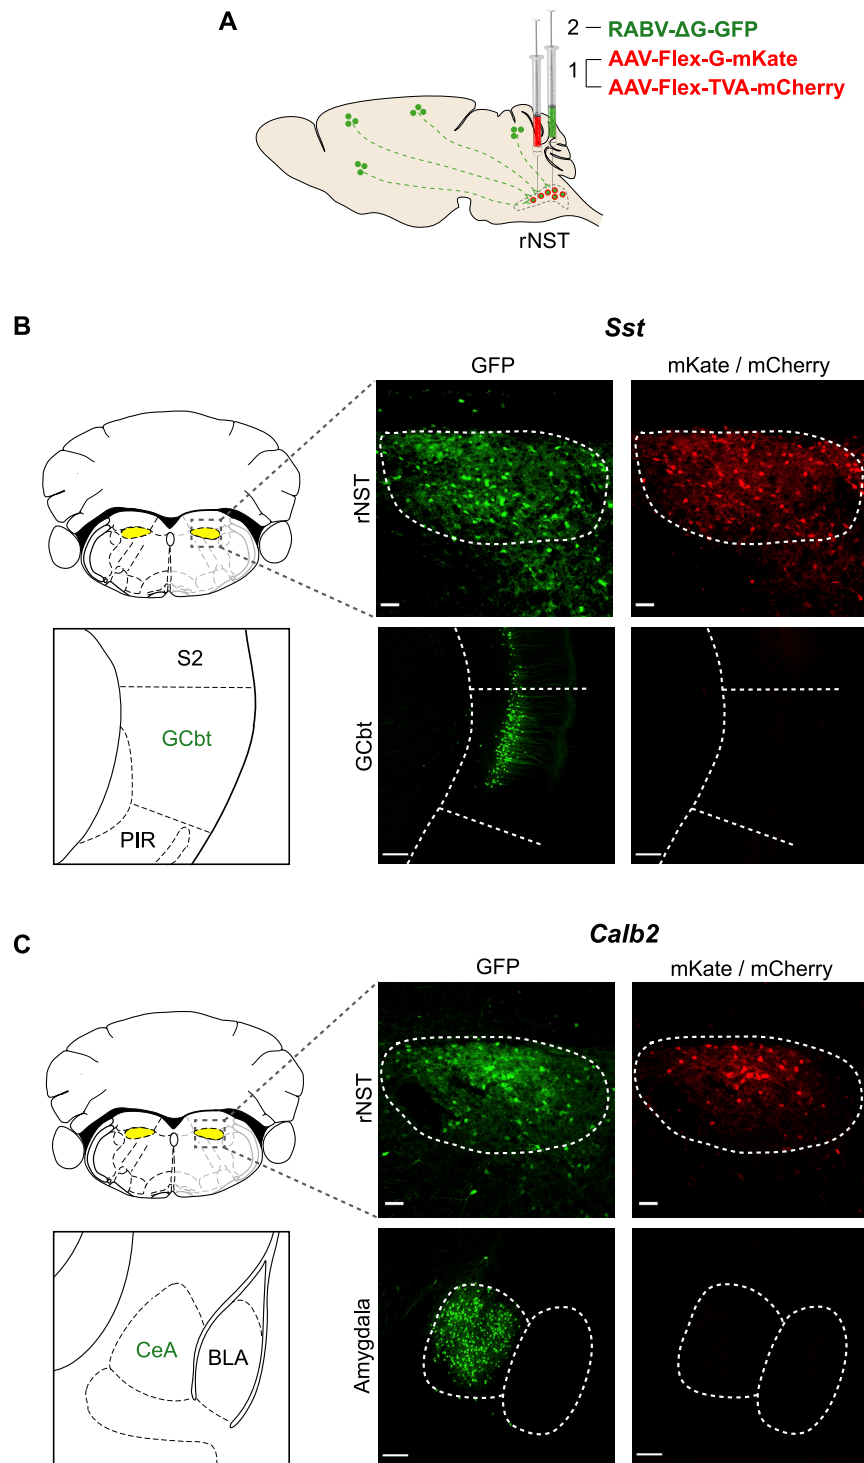 A
2
RABV-ΔG-GFP
1
AAV-Flex-G-mKate
AAV-Flex-TVA-mCherry
rNST
B
Sst
GFP
mKate / mCherry
rNST
S2
GCbt
PIR
GCbt
C
Calb2
GFP
mKate / mCherry
rNST
CeA
BLA
Amygdala